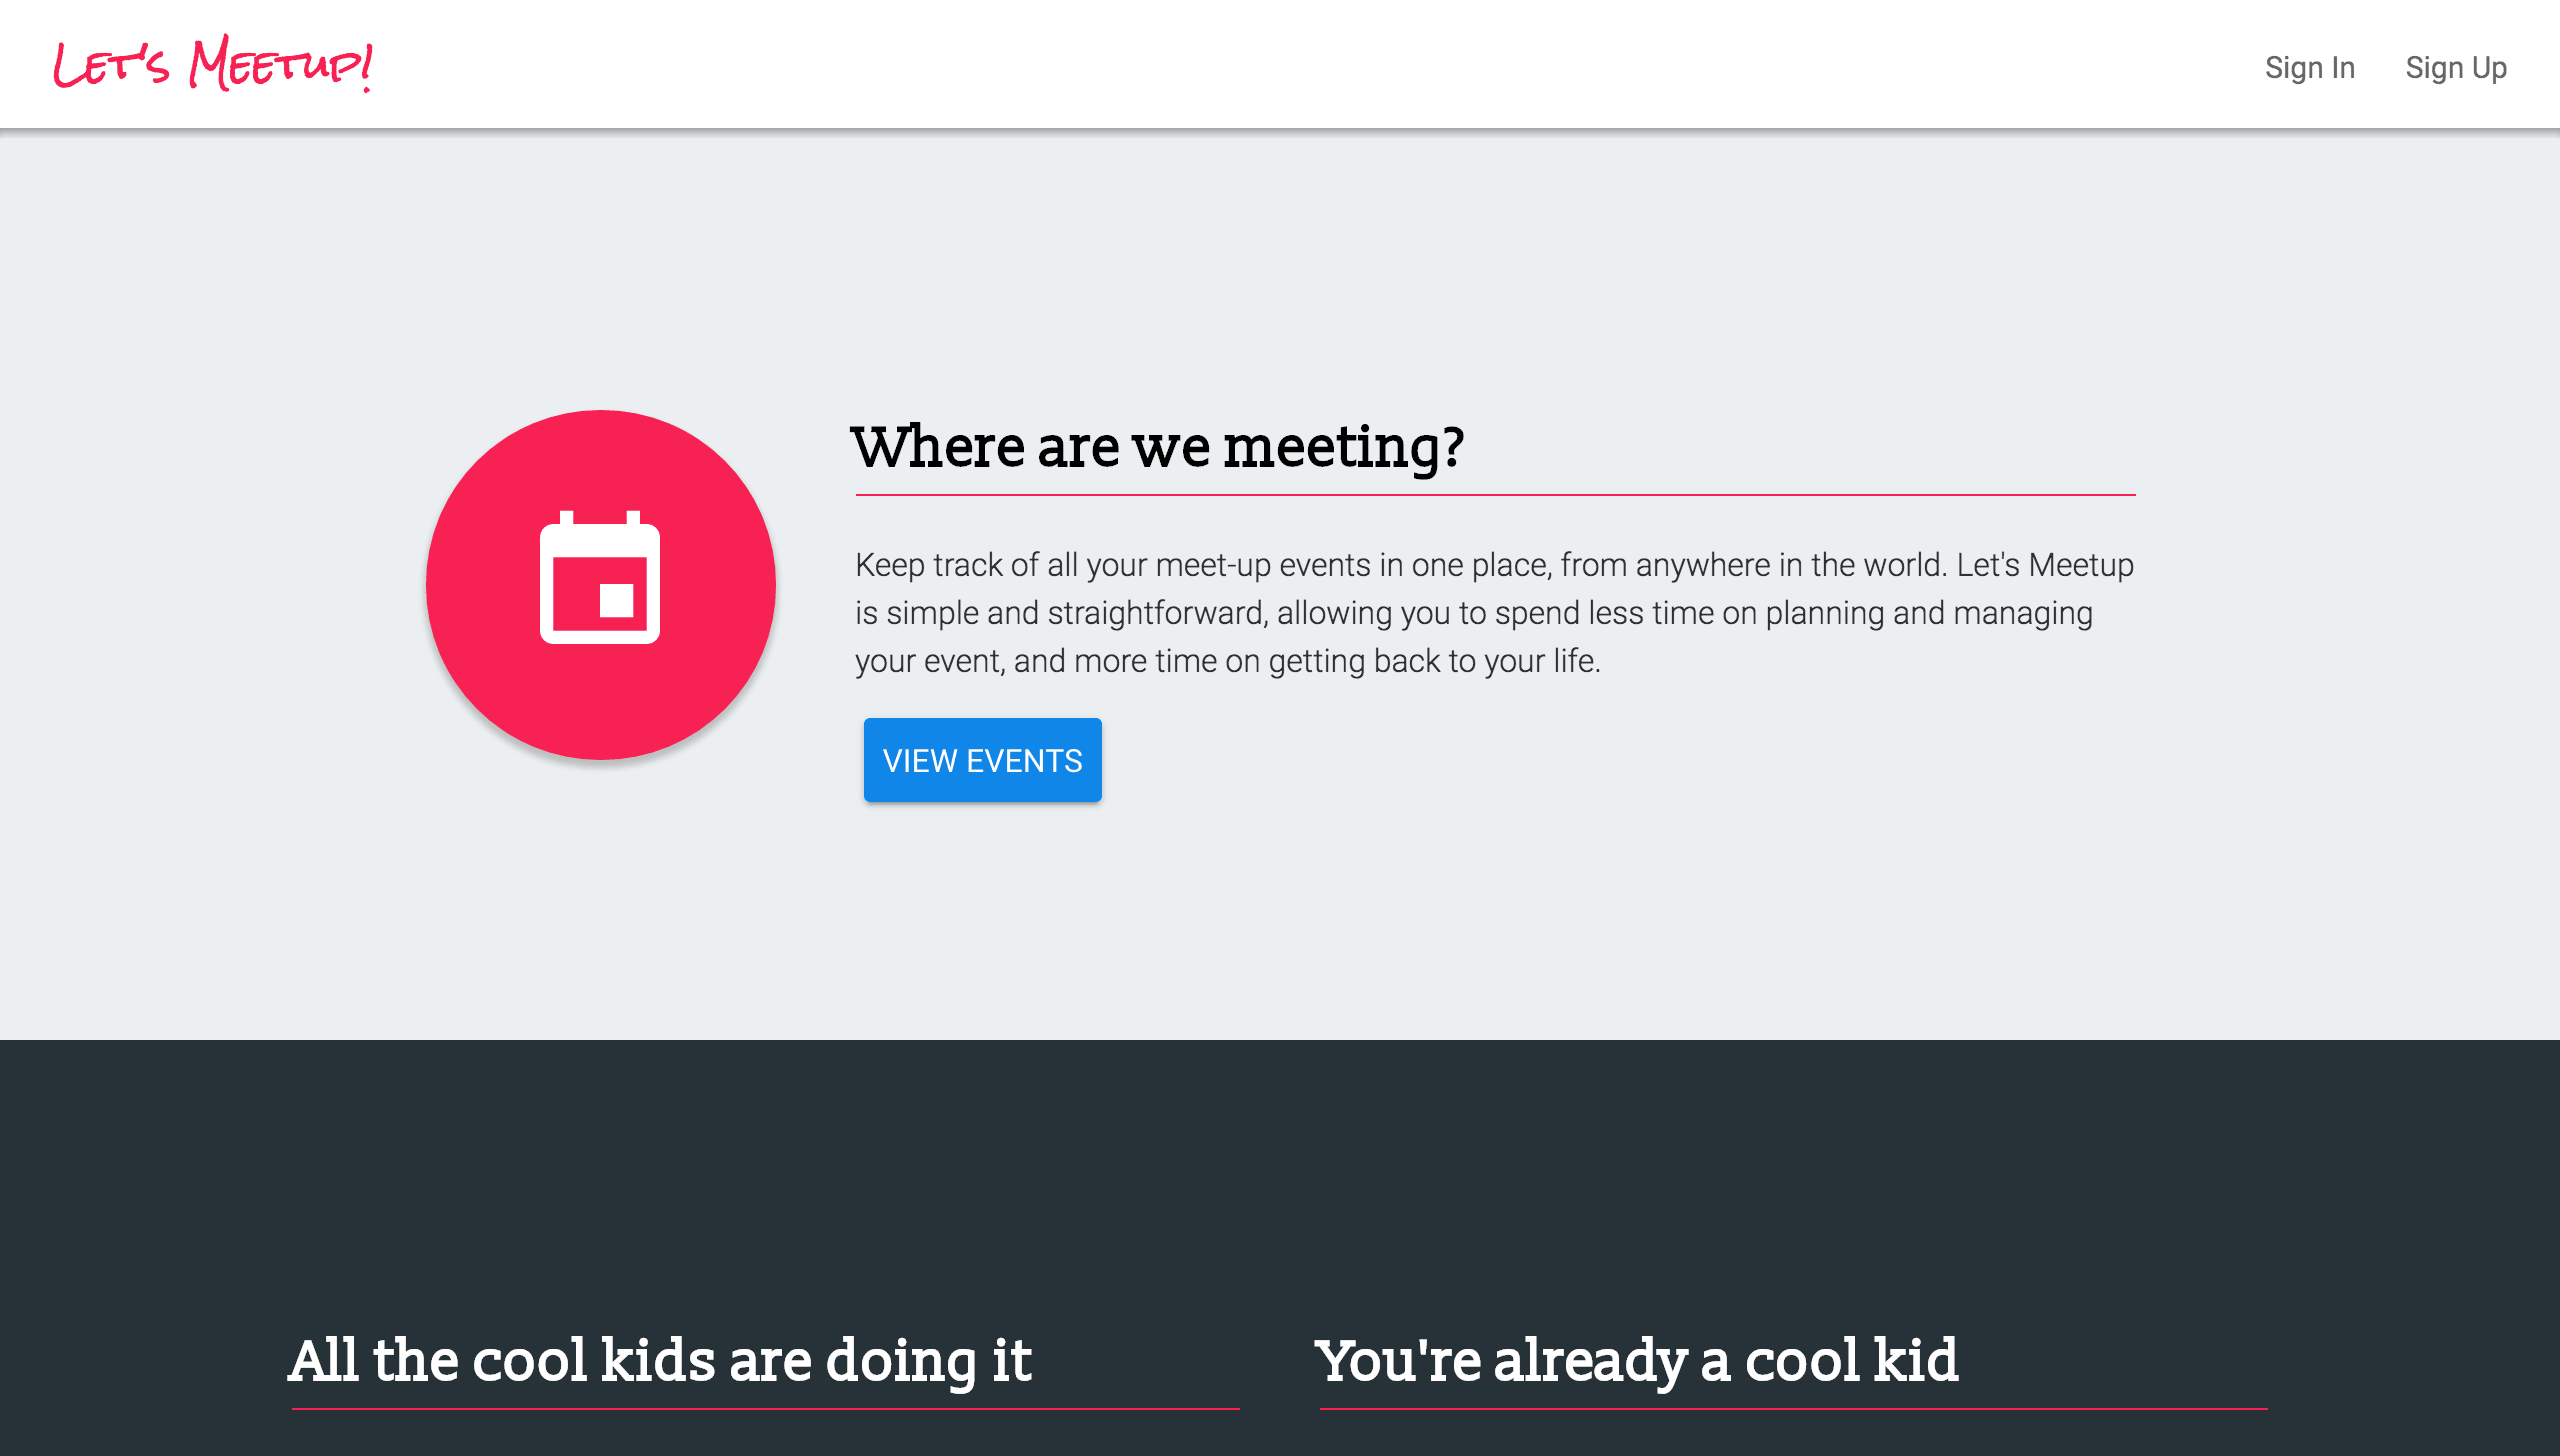 Let's Meetup!
Sign In
Sign Up
Where are we meeting?
Keep track of all your meet-up events in one place, from anywhere in the world. Let's Meetup
is simple and straightforward, allowing you to spend less time on planning and managing
your event, and more time on getting back to your life.
VIEW EVENTS
All the cool kids are doing it
You're already a cool kid